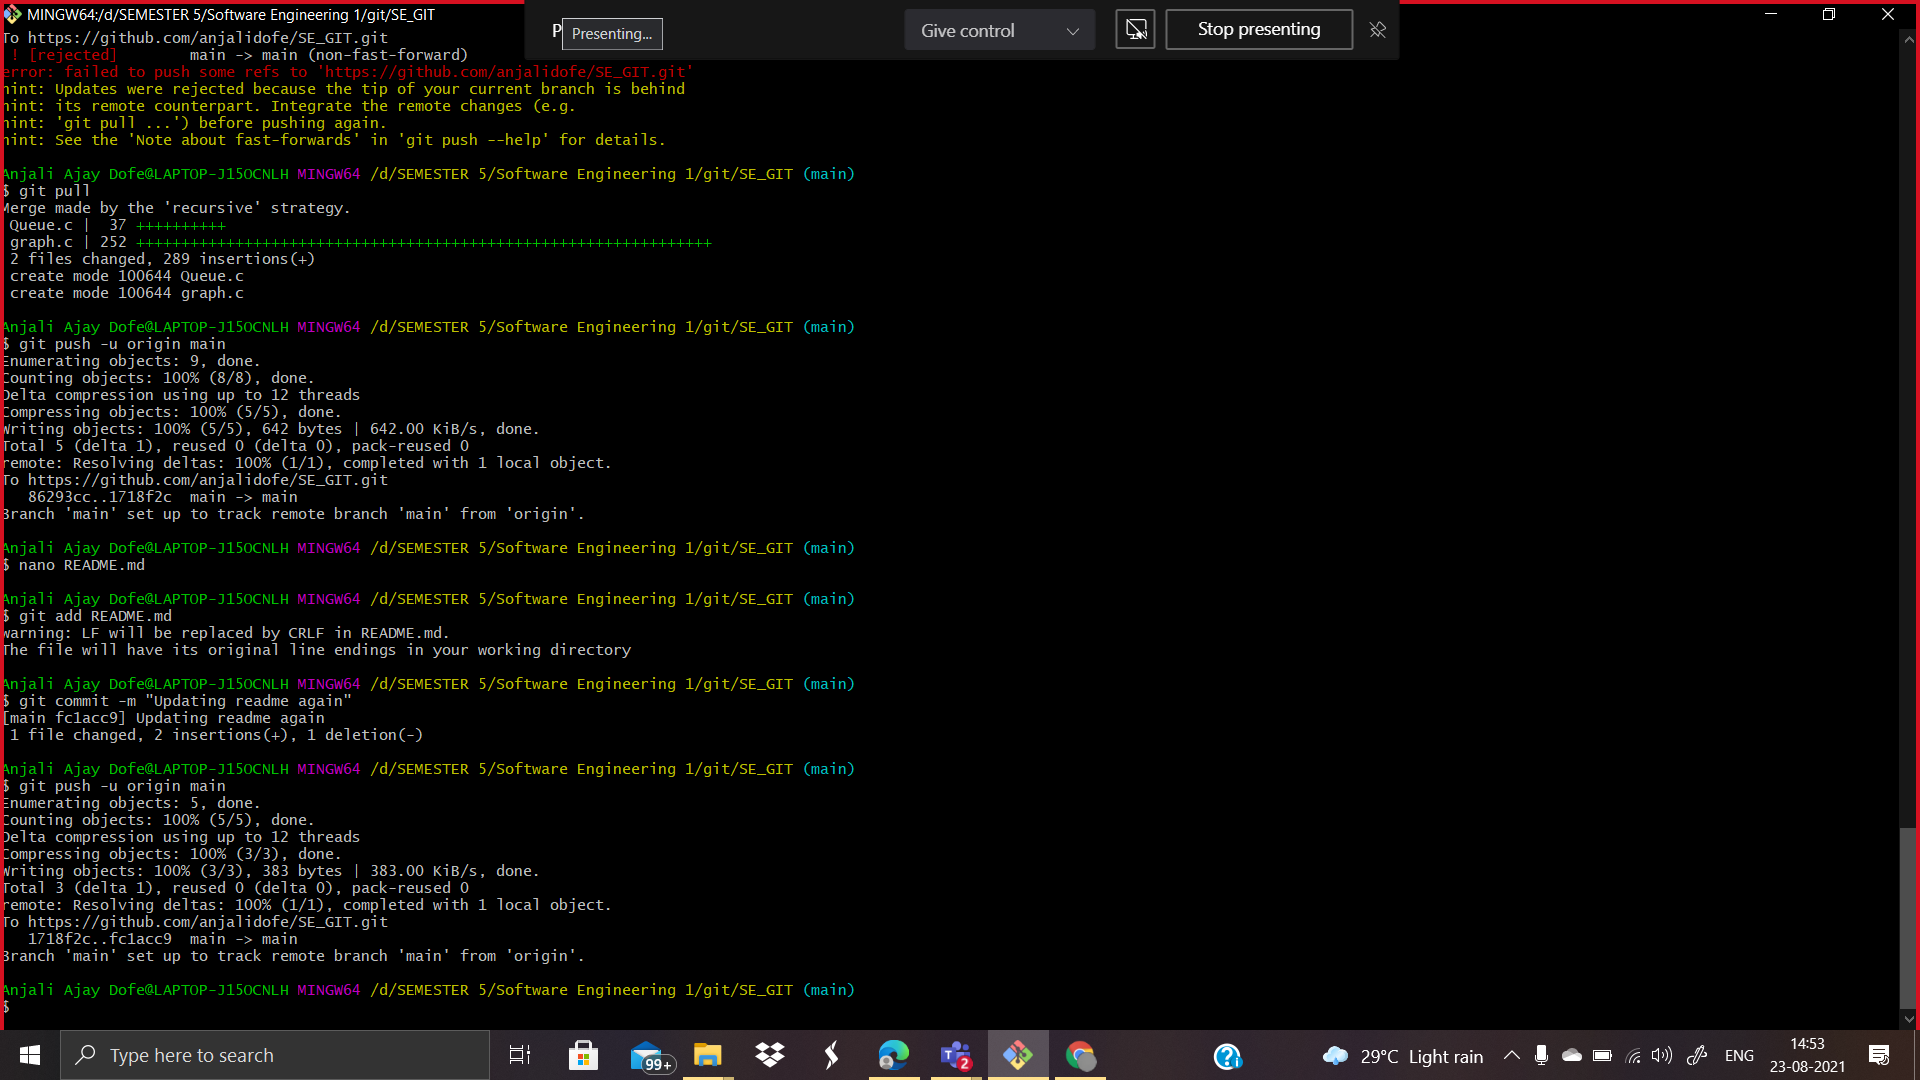 MINGW64:/d/SEMESTER 5/Software Engineering 1/git/SE_GIT
Presenting...
Give control
Stop presenting
To https://github.com/anjalidofe/SE_GIT.git
! [rejected]        main -> main (non-fast-forward)
error: failed to push some refs to 'https://github.com/anjalidofe/SE_GIT.git'
hint: Updates were rejected because the tip of your current branch is behind
hint: its remote counterpart. Integrate the remote changes (e.g.
hint: 'git pull ...') before pushing again.
hint: See the 'Note about fast-forwards' in 'git push --help' for details.
Anjali Ajay Dofe@LAPTOP-J15OCNLH MINGW64 /d/SEMESTER 5/Software Engineering 1/git/SE_GIT (main)
$ git pull
Merge made by the 'recursive' strategy.
Queue.c |  37 ++++++++++
graph.c | 252 ++++++++++++++++++++++++++++++++++++++++++++++++++++++++++++++++
2 files changed, 289 insertions(+)
create mode 100644 Queue.c
create mode 100644 graph.c
Anjali Ajay Dofe@LAPTOP-J15OCNLH MINGW64 /d/SEMESTER 5/Software Engineering 1/git/SE_GIT (main)
$ git push -u origin main
Enumerating objects: 9, done.
Counting objects: 100% (8/8), done.
Delta compression using up to 12 threads
Compressing objects: 100% (5/5), done.
Writing objects: 100% (5/5), 642 bytes | 642.00 KiB/s, done.
Total 5 (delta 1), reused 0 (delta 0), pack-reused 0
remote: Resolving deltas: 100% (1/1), completed with 1 local object.
To https://github.com/anjalidofe/SE_GIT.git
86293cc..1718f2c  main -> main
Branch 'main' set up to track remote branch 'main' from 'origin'.
Anjali Ajay Dofe@LAPTOP-J15OCNLH MINGW64 /d/SEMESTER 5/Software Engineering 1/git/SE_GIT (main)
$ nano README.md
Anjali Ajay Dofe@LAPTOP-J15OCNLH MINGW64 /d/SEMESTER 5/Software Engineering 1/git/SE_GIT (main)
$ git add README.md
warning: LF will be replaced by CRLF in README.md.
The file will have its original line endings in your working directory
Anjali Ajay Dofe@LAPTOP-J15OCNLH MINGW64 /d/SEMESTER 5/Software Engineering 1/git/SE_GIT (main)
$ git commit -m "Updating readme again"
[main fc1acc9] Updating readme again
1 file changed, 2 insertions(+), 1 deletion(-)
Anjali Ajay Dofe@LAPTOP-J15OCNLH MINGW64 /d/SEMESTER 5/Software Engineering 1/git/SE_GIT (main)
$ git push -u origin main
Enumerating objects: 5, done.
Counting objects: 100% (5/5), done.
Delta compression using up to 12 threads
Compressing objects: 100% (3/3), done.
Writing objects: 100% (3/3), 383 bytes | 383.00 KiB/s, done.
Total 3 (delta 1), reused 0 (delta 0), pack-reused 0
remote: Resolving deltas: 100% (1/1), completed with 1 local object.
To https://github.com/anjalidofe/SE_GIT.git
1718f2c..fc1acc9  main -> main
Branch 'main' set up to track remote branch 'main' from 'origin'.
Anjali Ajay Dofe@LAPTOP-J15OCNLH MINGW64 /d/SEMESTER 5/Software Engineering 1/git/SE_GIT (main)
$
Type here to search
99+
2
29°C Light rain
ENG
14:53
23-08-2021